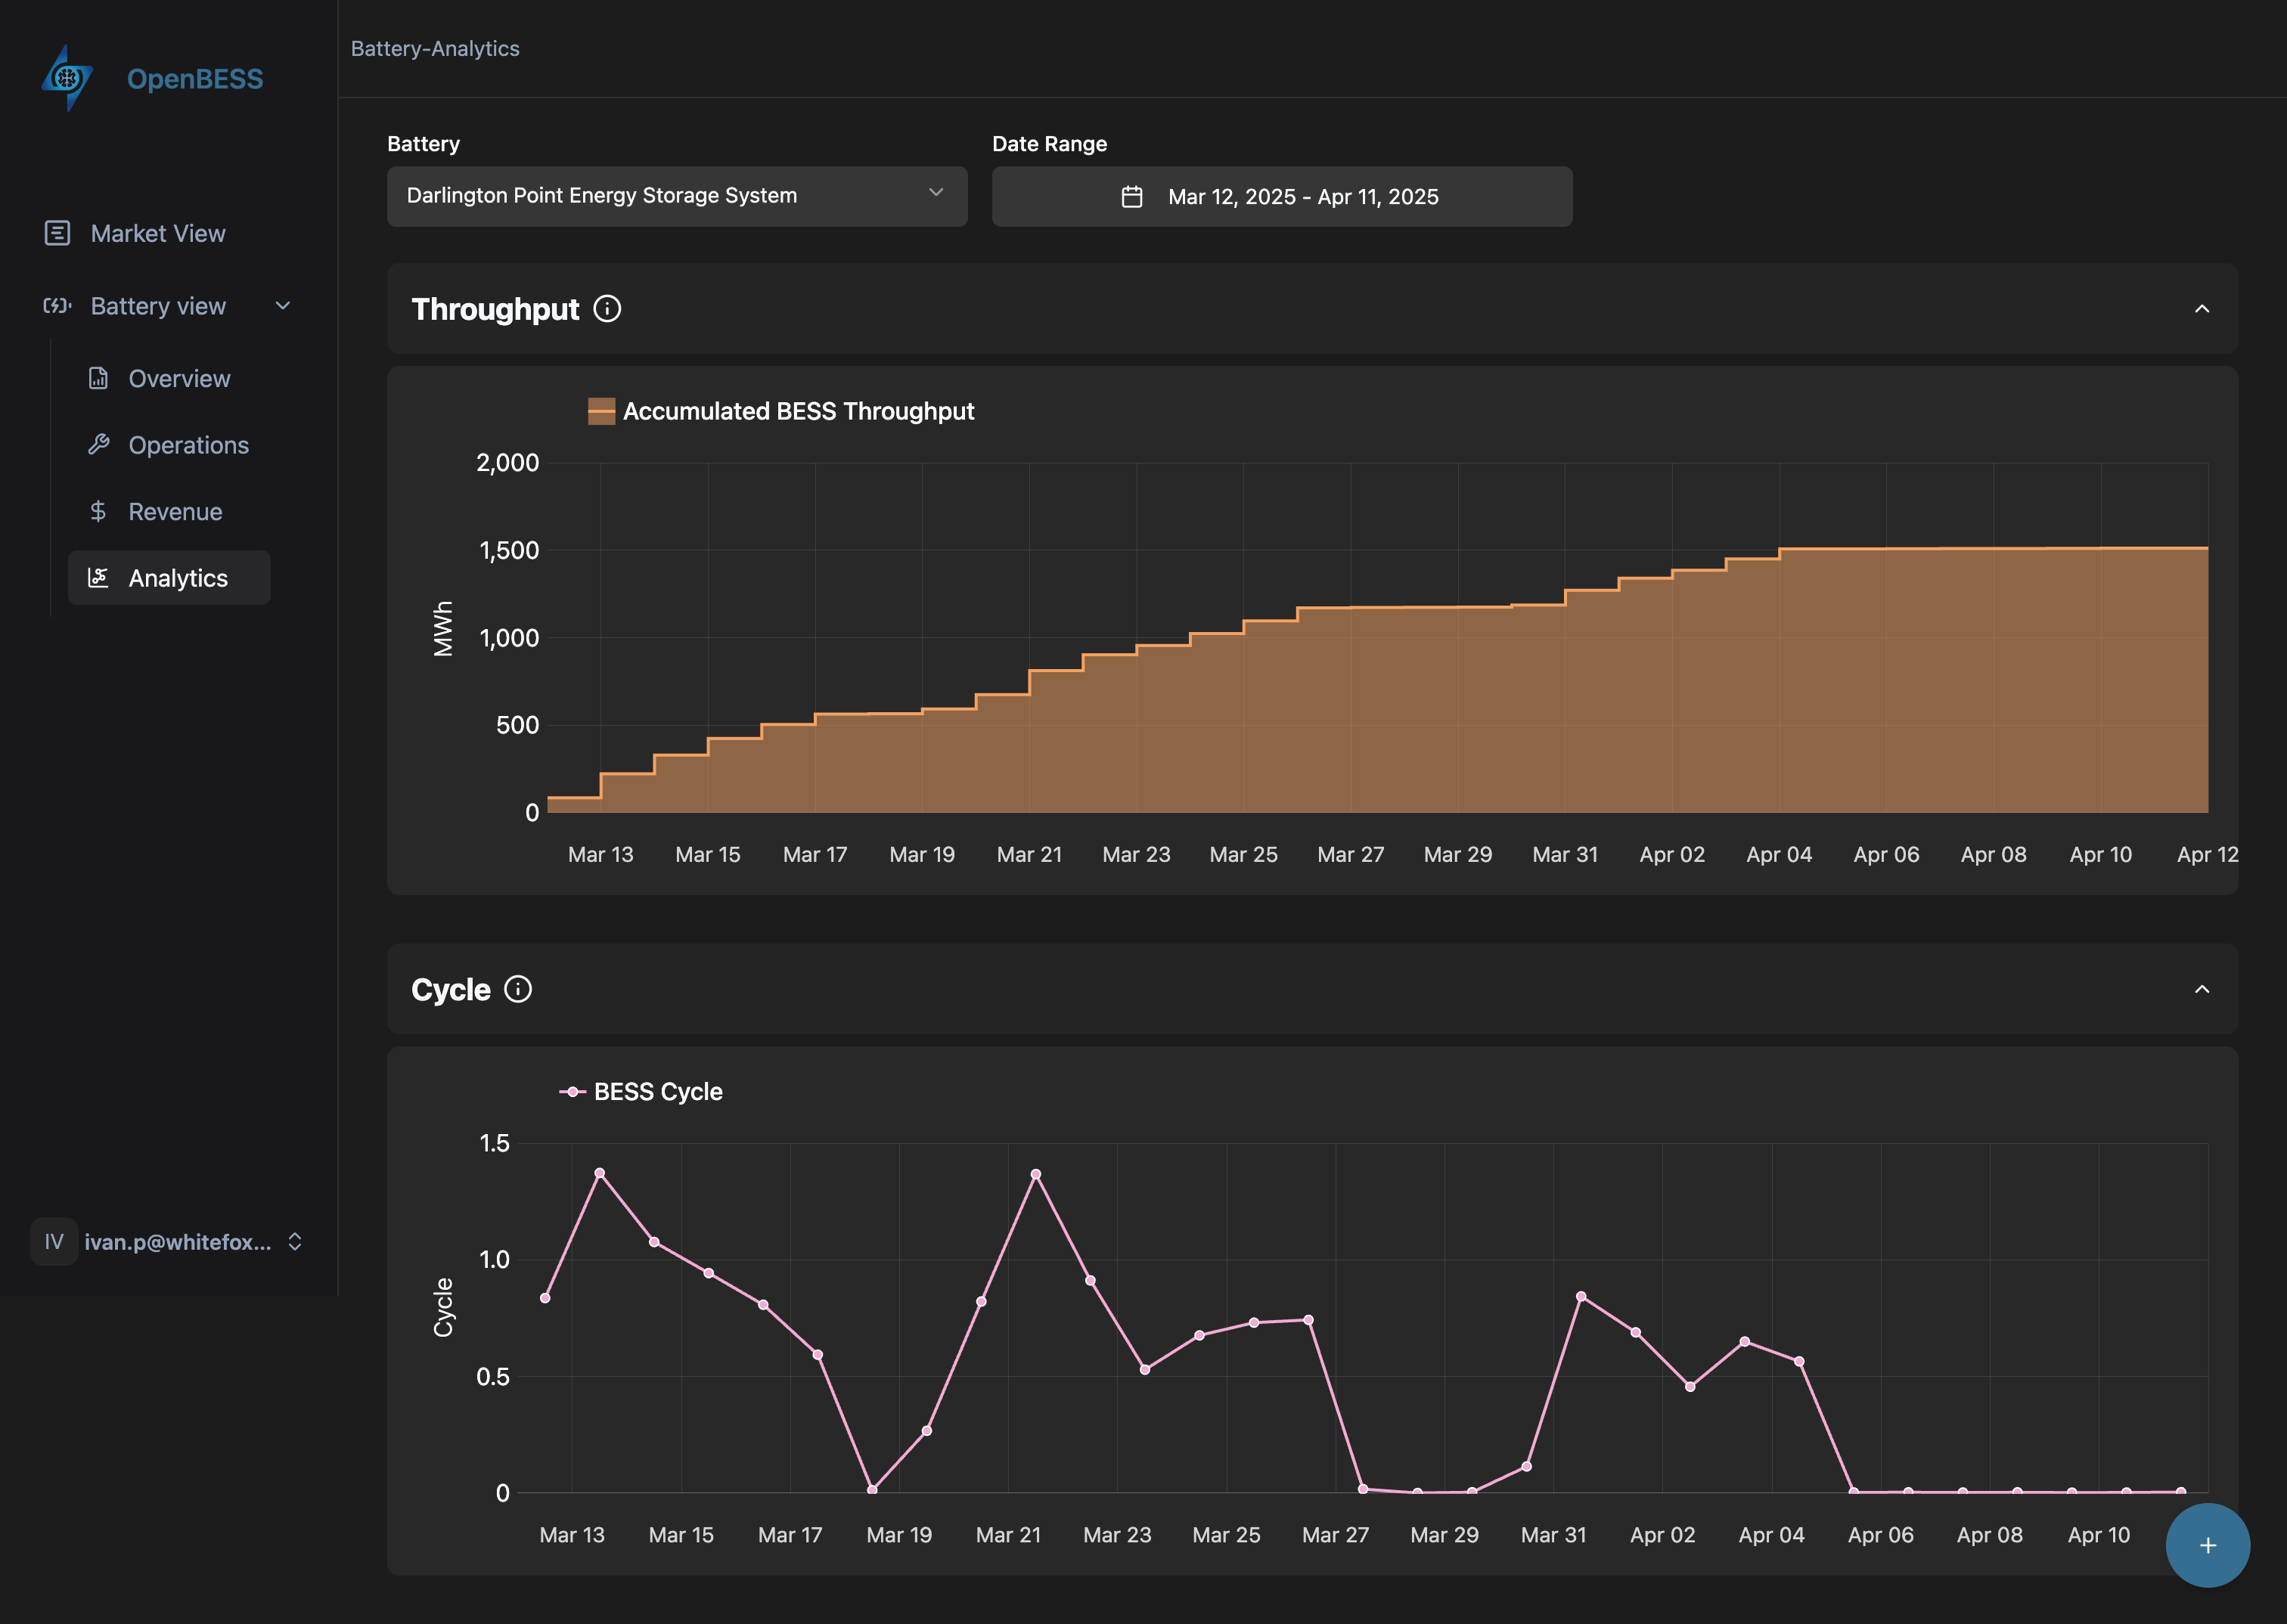 OpenBESS
Market View
Battery view
Overview
Operations
Revenue
Analytics
IV
ivan.p@whitefox...
Battery-Analytics
Battery
Date Range
Darlington Point Energy Storage System
Mar 12, 2025 - Apr 11, 2025
Throughput
Accumulated BESS Throughput
2,000
1,500
1,000
500
0
MWh
Mar 13 Mar 15 Mar 17 Mar 19 Mar 21 Mar 23 Mar 25 Mar 27 Mar 29 Mar 31 Apr 02 Apr 04 Apr 06 Apr 08 Apr 10 Apr 12
Cycle
BESS Cycle
1.5
1.0
0.5
0
Cycle
Mar 13 Mar 15 Mar 17 Mar 19 Mar 21 Mar 23 Mar 25 Mar 27 Mar 29 Mar 31 Apr 02 Apr 04 Apr 06 Apr 08 Apr 10
+